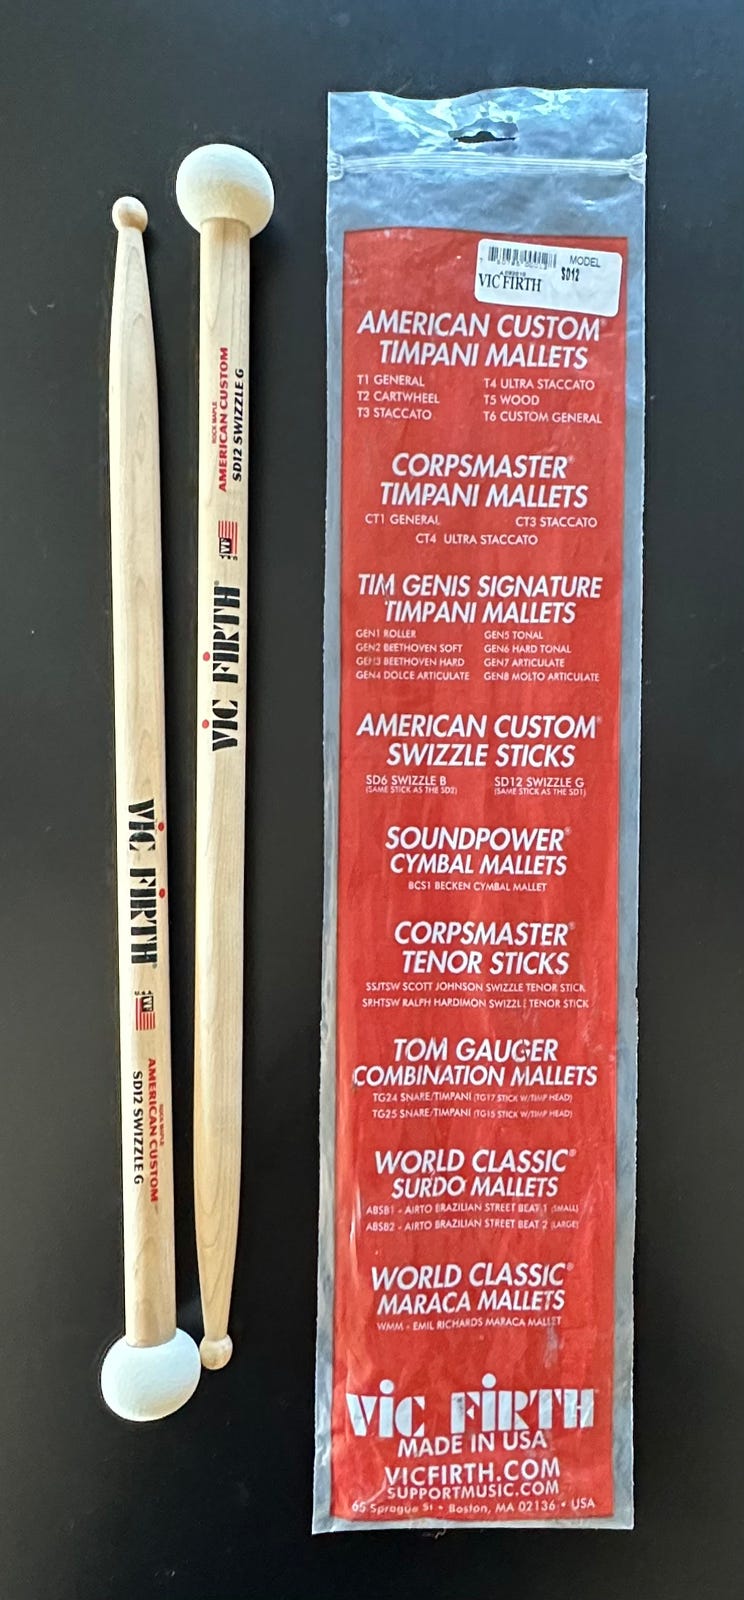 ROCK MAPLE
AMERICAN CUSTOM
SD12 SWIZZLE G
VF
VIC FIRTH
VIC FIRTH
VF
ROCK MAPLE
AMERICAN CUSTOM
SD12 SWIZZLE G
MODEL
SD12
VIC FIRTH
AMERICAN CUSTOM®
TIMPANI MALLETS
T1 GENERAL T4 ULTRA STACCATO
T2 CARTWHEEL T5 WOOD
T3 STACCATO T6 CUSTOM GENERAL
CORPSMASTER®
TIMPANI MALLETS
CT1 GENERAL CT3 STACCATO
CT4 ULTRA STACCATO
TIM GENIS SIGNATURE
TIMPANI MALLETS
GEN1 ROLLER GEN5 TONAL
GEN2 BEETHOVEN SOFT GEN6 HARD TONAL
GEN3 BEETHOVEN HARD GEN7 ARTICULATE
GEN4 DOLCE ARTICULATE GEN8 MOLTO ARTICULATE
AMERICAN CUSTOM®
SWIZZLE STICKS
SD6 SWIZZLE B SD12 SWIZZLE G
(SAME STICK AS THE SD2) (SAME STICK AS THE SD1)
SOUNDPOWER®
CYMBAL MALLETS
BCS1 BECKEN CYMBAL MALLET
CORPSMASTER®
TENOR STICKS
SSJTSW SCOTT JOHNSON SWIZZLE TENOR STICK
SRHTSW RALPH HARDIMON SWIZZLE TENOR STICK
TOM GAUGER
COMBINATION MALLETS
TG24 SNARE/TIMPANI (TG17 STICK W/TIMP HEAD)
TG25 SNARE/TIMPANI (TG15 STICK W/TIMP HEAD)
WORLD CLASSIC®
SURDO MALLETS
ABSB1 - AIRTO BRAZILIAN STREET BEAT 1 (SMALL)
ABSB2 - AIRTO BRAZILIAN STREET BEAT 2 (LARGE)
WORLD CLASSIC®
MARACA MALLETS
WMM - EMIL RICHARDS MARACA MALLET
VIC FIRTH
MADE IN USA
VICFIRTH.COM
SUPPORTMUSIC.COM
65 Sprague St • Boston, MA 02136 • USA